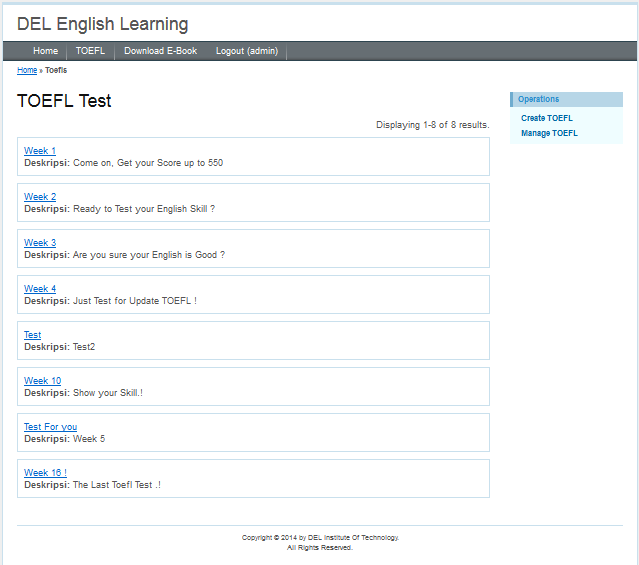 DEL English Learning
Home TOEFL Download E-Book Logout (admin)
Home » Toefls
TOEFL Test
Displaying 1-8 of 8 results.
Week 1
Deskripsi: Come on, Get your Score up to 550
Week 2
Deskripsi: Ready to Test your English Skill ?
Week 3
Deskripsi: Are you sure your English is Good ?
Week 4
Deskripsi: Just Test for Update TOEFL !
Test
Deskripsi: Test2
Week 10
Deskripsi: Show your Skill.!
Test For you
Deskripsi: Week 5
Week 16 !
Deskripsi: The Last Toefl Test .!
Operations
Create TOEFL
Manage TOEFL
Copyright © 2014 by DEL Institute Of Technology.
All Rights Reserved.